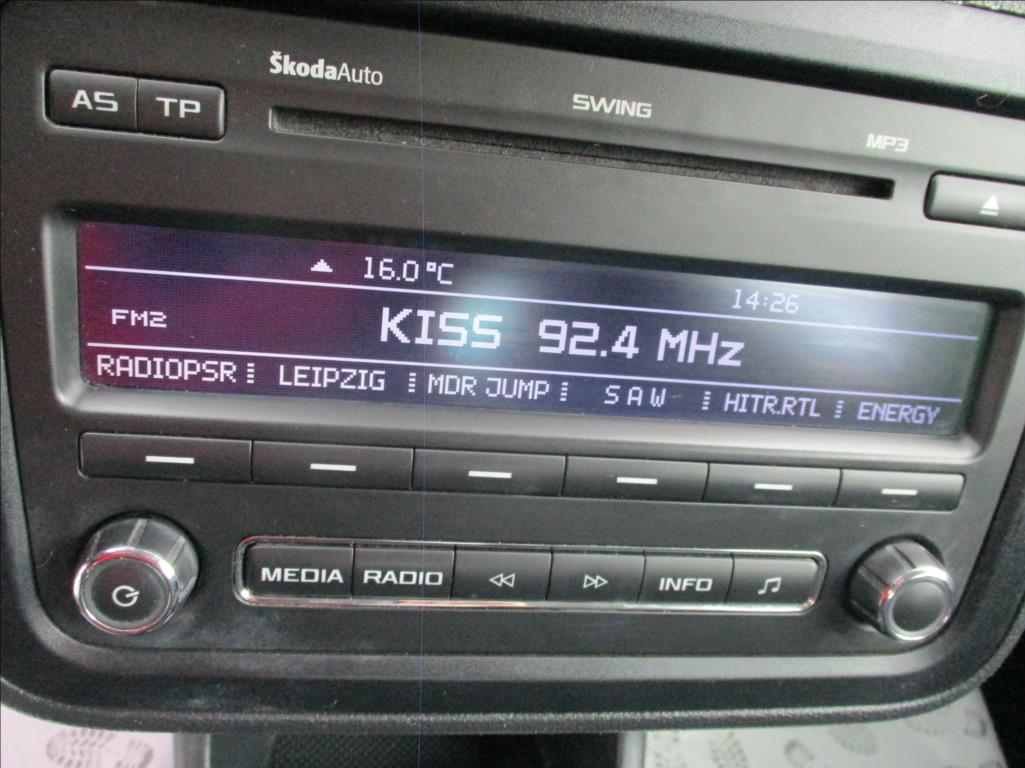 ŠkodaAuto
AS TP
SWING
MP3
16.0°C
14:26
FM2 KISS 92.4 MHz
RADIOPSR LEIPZIG MDR JUMP SAW HITR.RTL ENERGY
MEDIA RADIO INFO